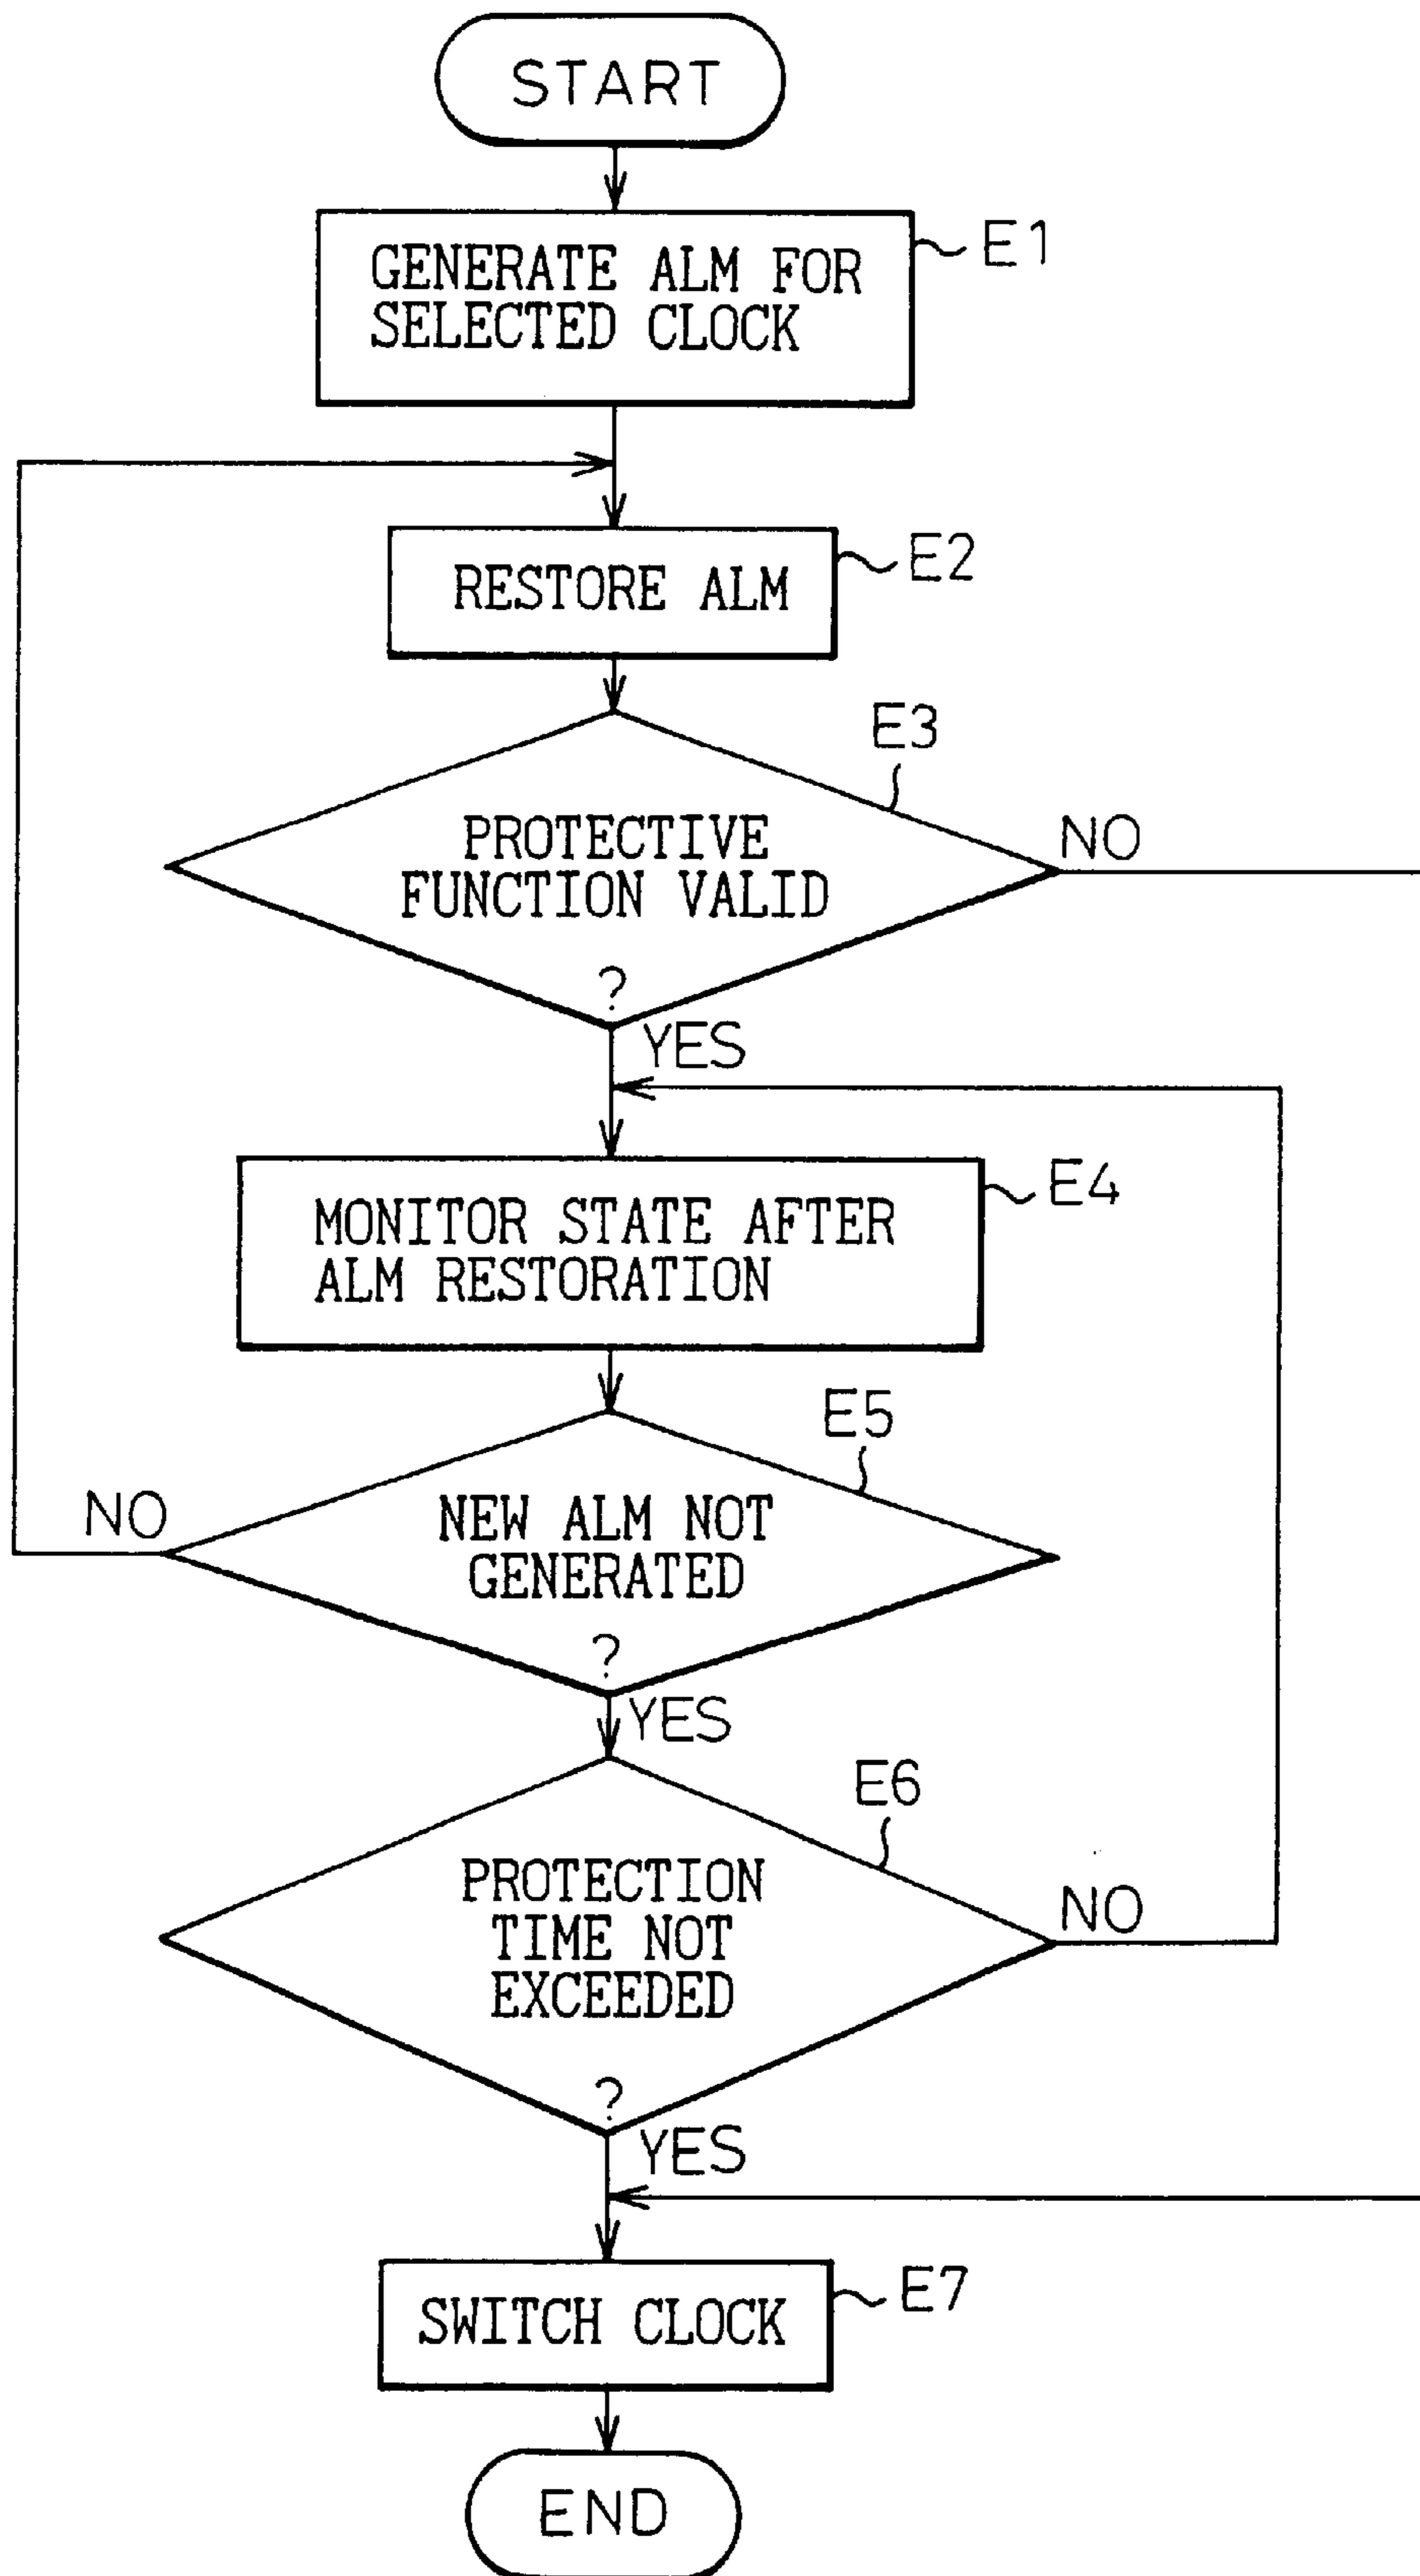 START
GENERATE ALM FOR
SELECTED CLOCK
E1
RESTORE ALM
E2
E3
PROTECTIVE
FUNCTION VALID
?
NO
YES
MONITOR STATE AFTER
ALM RESTORATION
E4
E5
NEW ALM NOT
GENERATED
?
NO
YES
E6
PROTECTION
TIME NOT
EXCEEDED
?
NO
YES
SWITCH CLOCK
E7
END